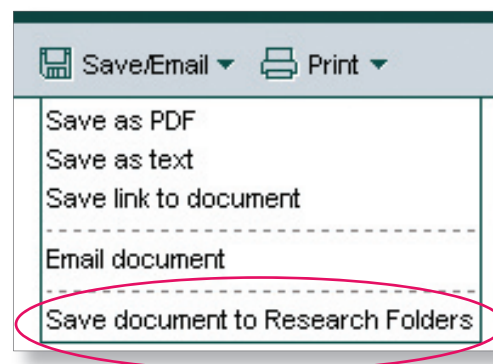 Save/Email Print
Save as PDF
Save as text
Save link to document
Email document
Save document to Research Folders